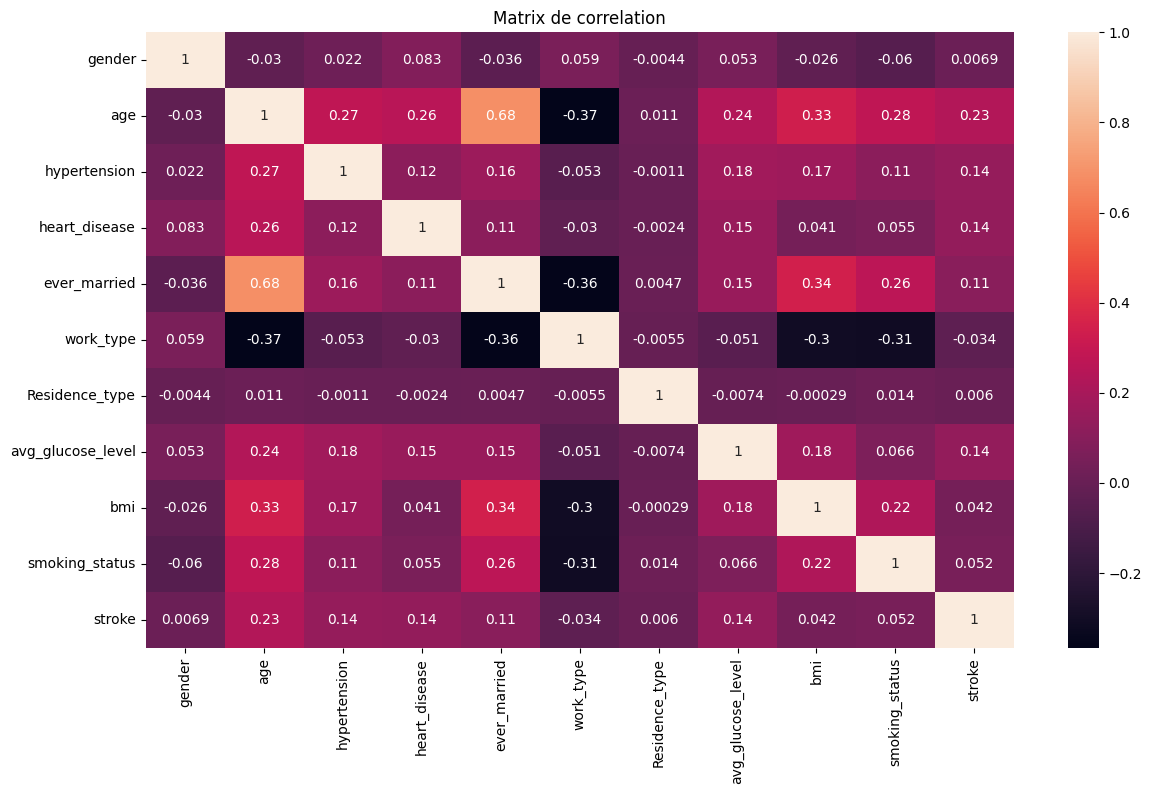 Matrix de correlation
gender 1 -0.03 0.022 0.083 -0.036 0.059 -0.0044 0.053 -0.026 -0.06 0.0069
age -0.03 1 0.27 0.26 0.68 -0.37 0.011 0.24 0.33 0.28 0.23
hypertension 0.022 0.27 1 0.12 0.16 -0.053 -0.0011 0.18 0.17 0.11 0.14
heart_disease 0.083 0.26 0.12 1 0.11 -0.03 -0.0024 0.15 0.041 0.055 0.14
ever_married -0.036 0.68 0.16 0.11 1 -0.36 0.0047 0.15 0.34 0.26 0.11
work_type 0.059 -0.37 -0.053 -0.03 -0.36 1 -0.0055 -0.051 -0.3 -0.31 -0.034
Residence_type -0.0044 0.011 -0.0011 -0.0024 0.0047 -0.0055 1 -0.0074 -0.00029 0.014 0.006
avg_glucose_level 0.053 0.24 0.18 0.15 0.15 -0.051 -0.0074 1 0.18 0.066 0.14
bmi -0.026 0.33 0.17 0.041 0.34 -0.3 -0.00029 0.18 1 0.22 0.042
smoking_status -0.06 0.28 0.11 0.055 0.26 -0.31 0.014 0.066 0.22 1 0.052
stroke 0.0069 0.23 0.14 0.14 0.11 -0.034 0.006 0.14 0.042 0.052 1
gender age hypertension heart_disease ever_married work_type Residence_type avg_glucose_level bmi smoking_status stroke
1.0
0.8
0.6
0.4
0.2
0.0
−0.2